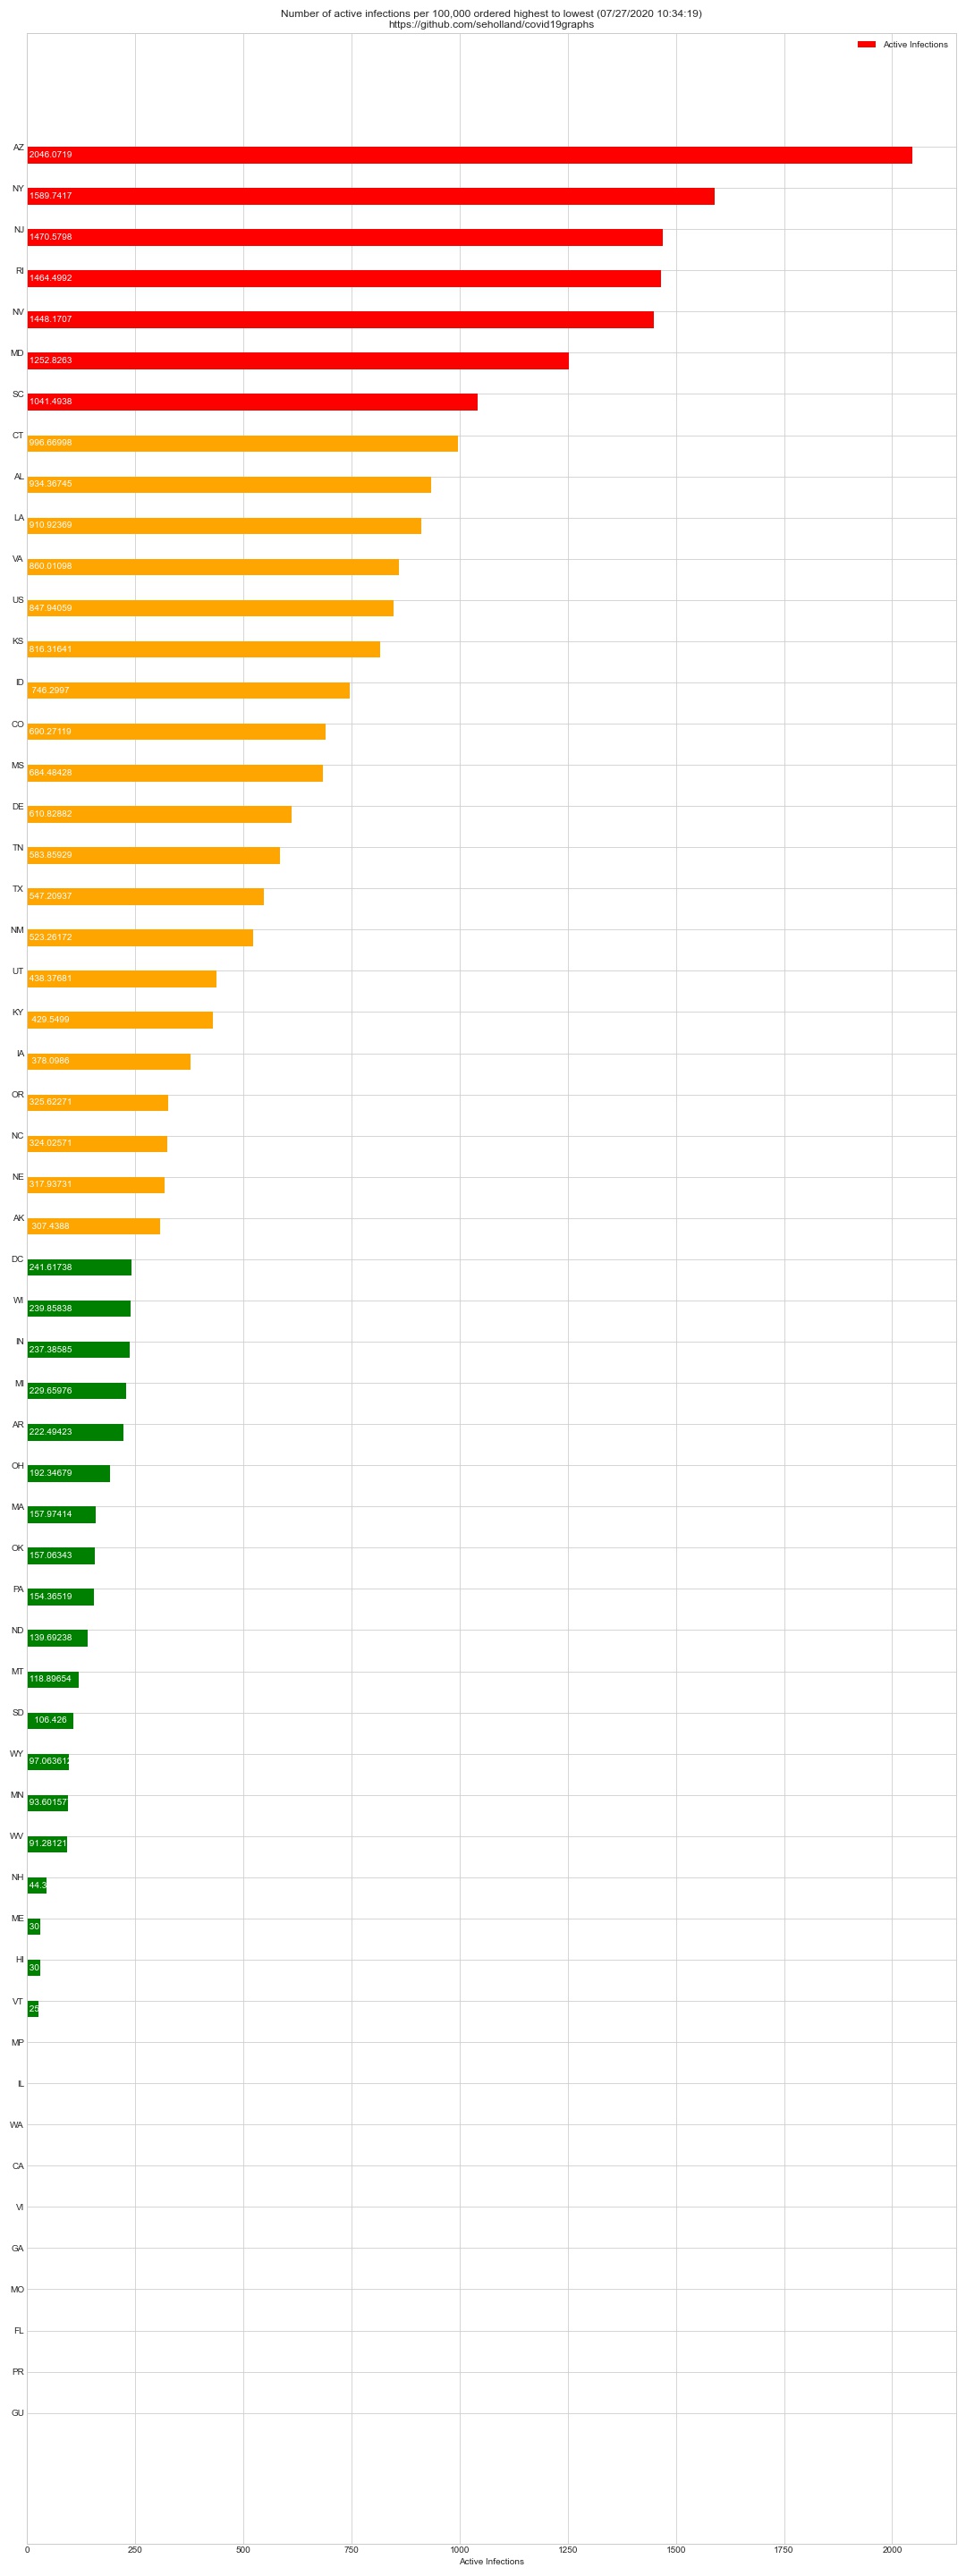 Number of active infections per 100,000 ordered highest to lowest (07/27/2020 10:34:19)
https://github.com/seholland/covid19graphs
Active Infections
AZ 2046.0719
NY 1589.7417
NJ 1470.5798
RI 1464.4992
NV 1448.1707
MD 1252.8263
SC 1041.4938
CT 996.66998
AL 934.36745
LA 910.92369
VA 860.01098
US 847.94059
KS 816.31641
ID 746.2997
CO 690.27119
MS 684.48428
DE 610.82882
TN 583.85929
TX 547.20937
NM 523.26172
UT 438.37681
KY 429.5499
IA 378.0986
OR 325.62271
NC 324.02571
NE 317.93731
AK 307.4388
DC 241.61738
WI 239.85838
IN 237.38585
MI 229.65976
AR 222.49423
OH 192.34679
MA 157.97414
OK 157.06343
PA 154.36519
ND 139.69238
MT 118.89654
SD 106.426
WY 97.063612
MN 93.60157
WV 91.28121
NH 44.3
ME 30
HI 30
VT 25
MP
IL
WA
CA
VI
GA
MO
FL
PR
GU
0 250 500 750 1000 1250 1500 1750 2000
Active Infections